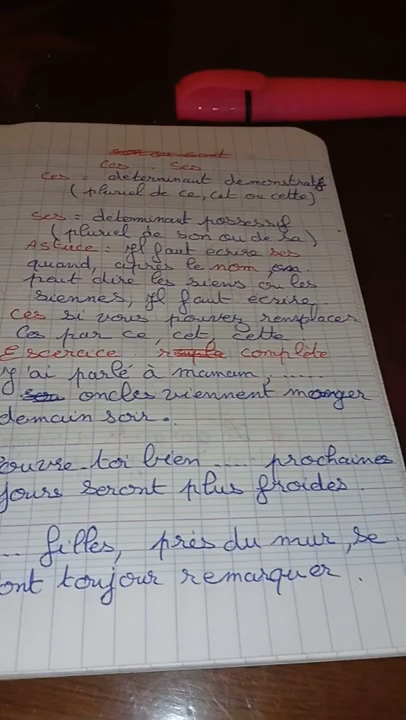 ces ses
ces = déterminant demonstratif
(pluriel de ce, cet ou cette)
ses = determinant possessif
(pluriel de son ou de sa)
Astuce : Il faut écrire ses
quand, après le nom, on
peut dire les siens ou les
siennes, Il faut écrire
ces si vous pouvez remplacer
Ces par ce, cet cette
Exercice complète
J'ai parlé à mamam, ......
oncles viennent manger
demain soir.
couvre-toi bien .... prochaines
jours seront plus froides.
... filles, près du mur, se
font toujour remarquer.